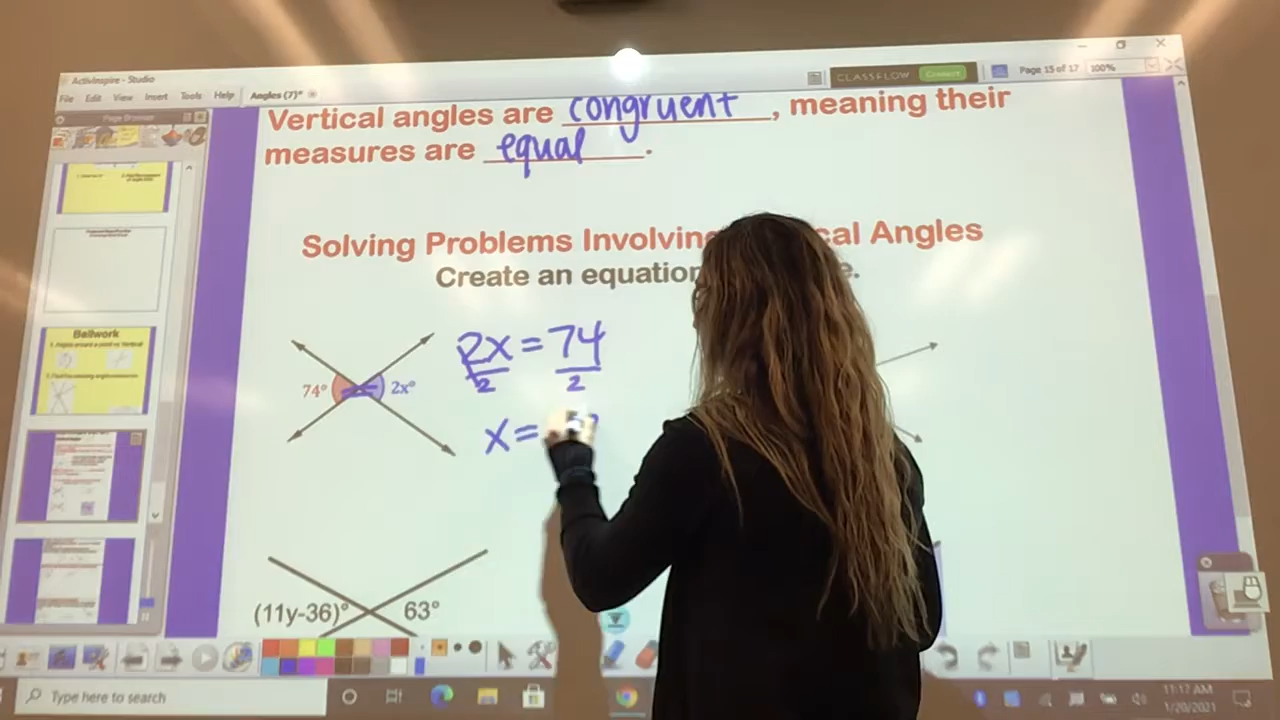 ActivInspire - Studio
File Edit View Insert Tools Help Angles (7)*
CLASSFLOW Connect Page 15 of 17 100%
Page Browser
Vertical angles are congruent, meaning their
measures are equal.
Solving Problems Involving cal Angles
Create an equation e.
Bellwork
74° 2x°
2x = 74
2 2
x =
(11y-36)° 63°
Type here to search
11:17 AM
1/20/2021